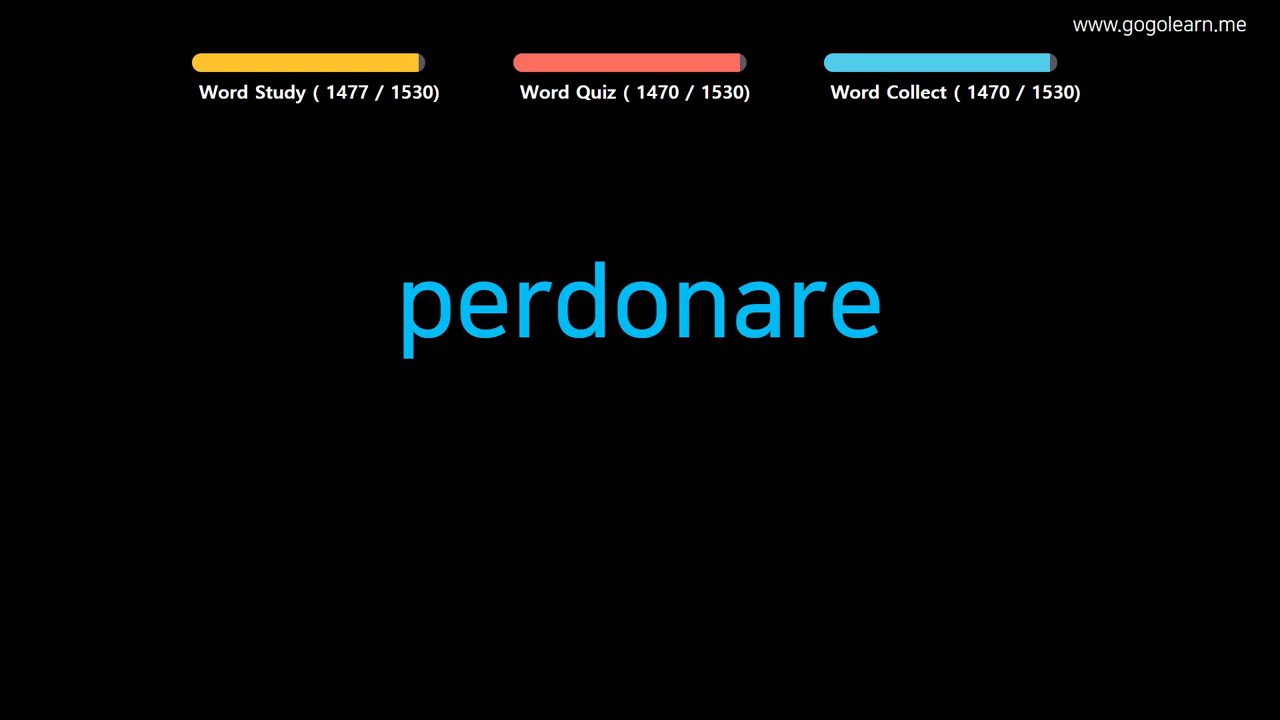 www.gogolearn.me
Word Study ( 1477 / 1530)
Word Quiz ( 1470 / 1530)
Word Collect ( 1470 / 1530)
perdonare